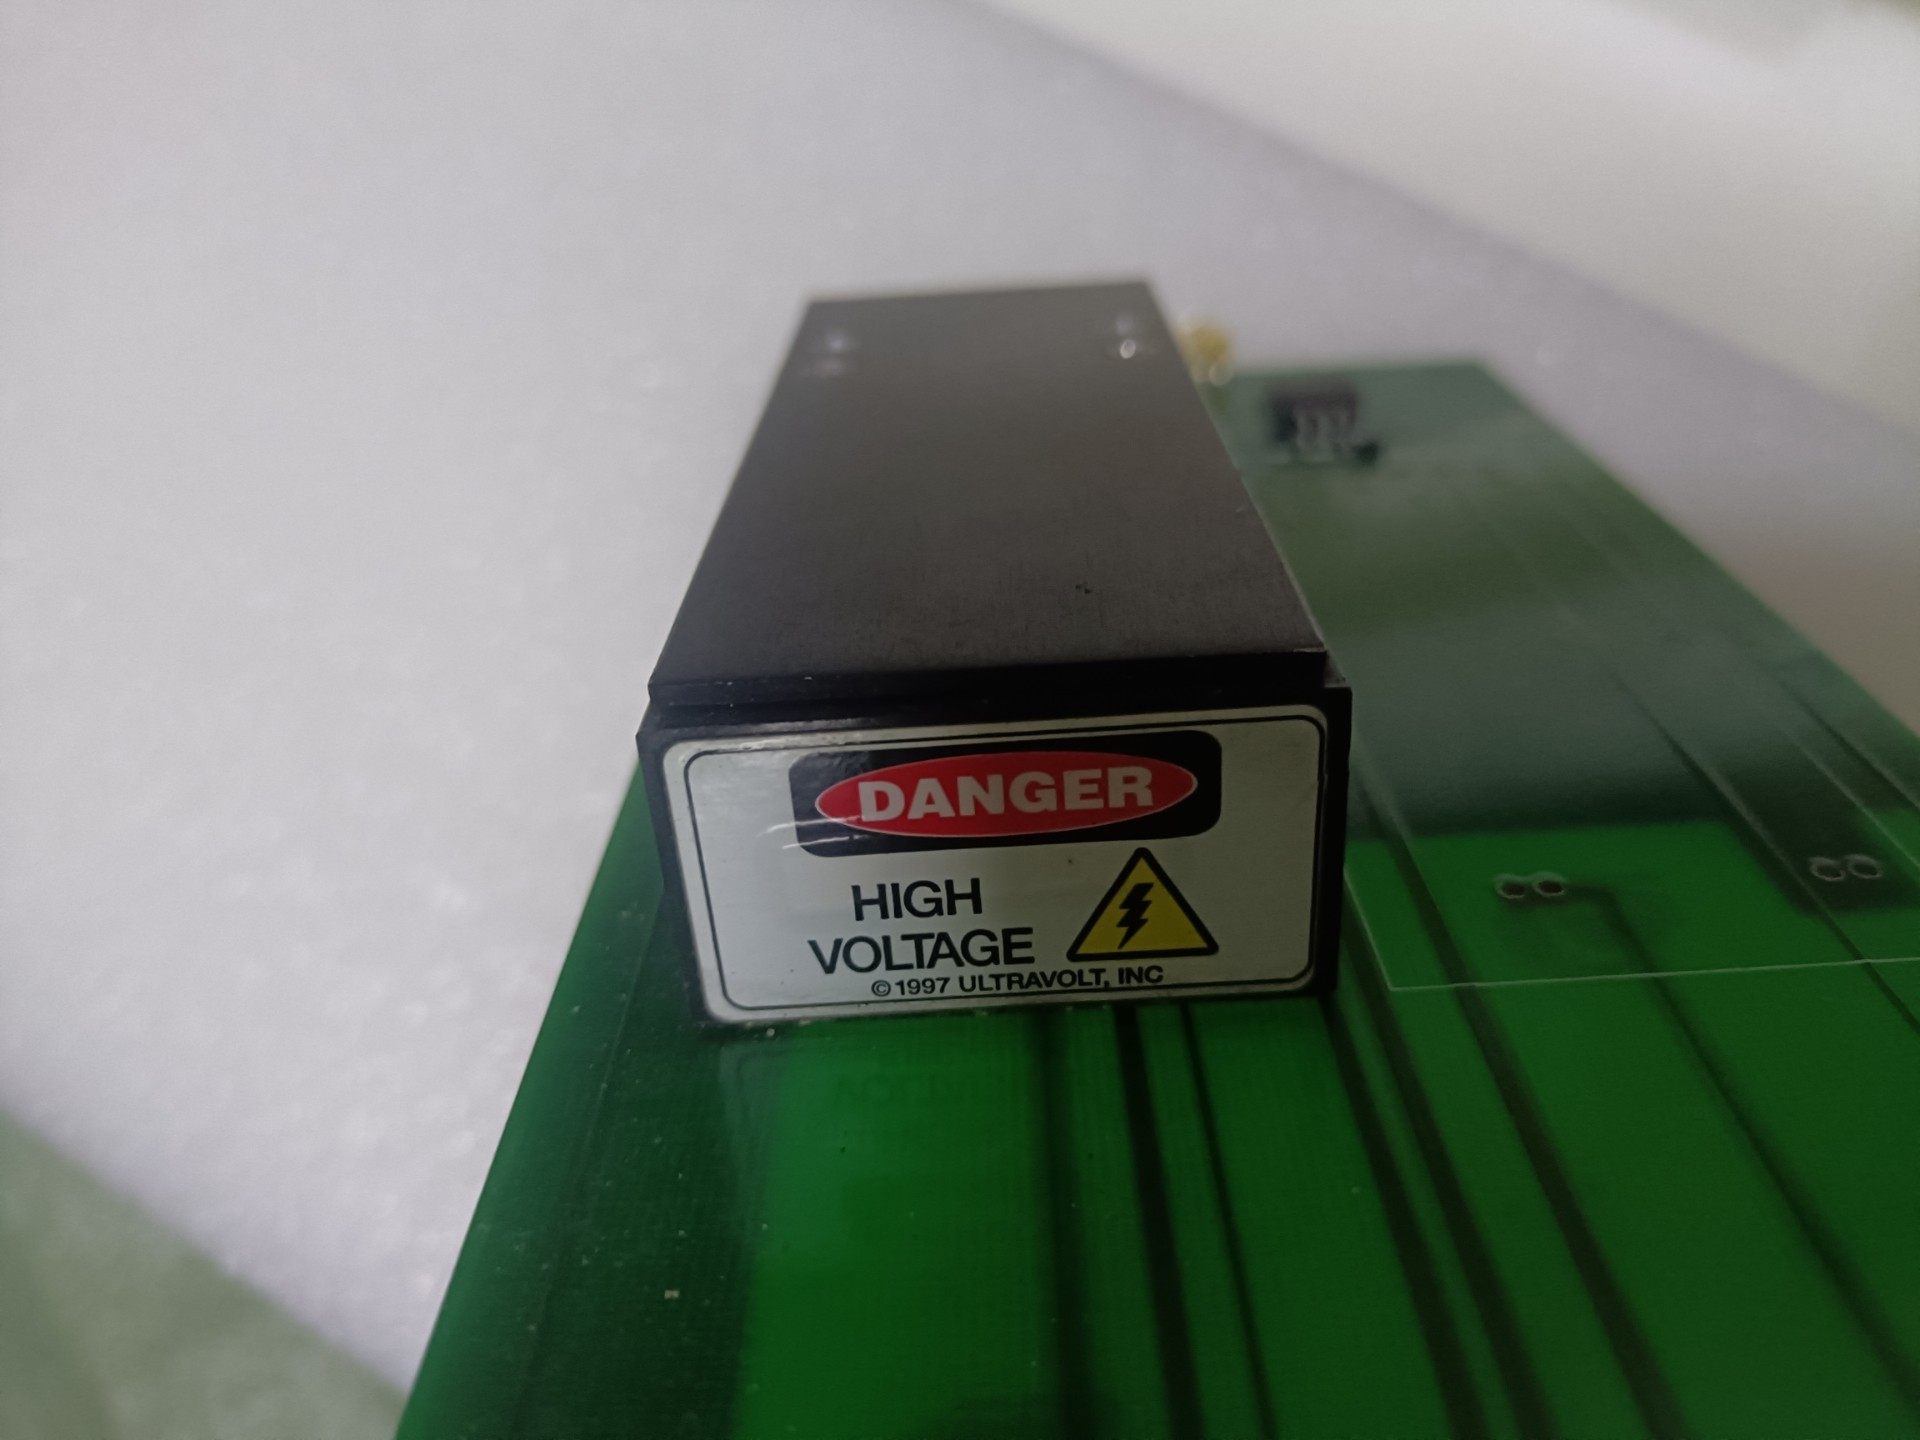 DANGER
HIGH
VOLTAGE
©1997 ULTRAVOLT, INC